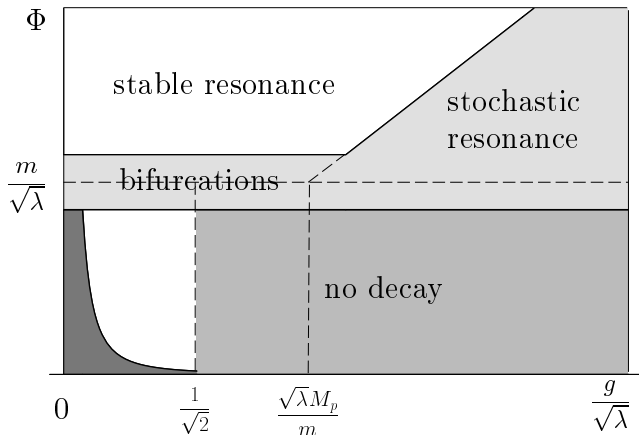 Φ
stable resonance
stochastic
resonance
m/√λ
bifurcations
no decay
0
1/√2
√λM_p/m
g/√λ